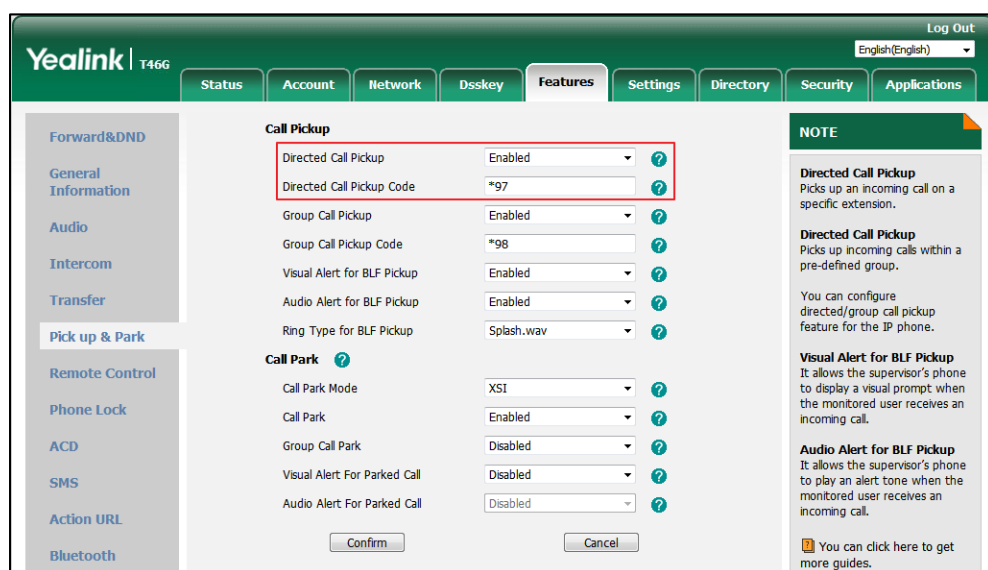 Log Out
Yealink | T46G
English(English)
Status Account Network Dsskey Features Settings Directory Security Applications
Forward&DND
General
Information
Audio
Intercom
Transfer
Pick up & Park
Remote Control
Phone Lock
ACD
SMS
Action URL
Bluetooth
Call Pickup
Directed Call Pickup Enabled ?
Directed Call Pickup Code *97 ?
Group Call Pickup Enabled ?
Group Call Pickup Code *98 ?
Visual Alert for BLF Pickup Enabled ?
Audio Alert for BLF Pickup Enabled ?
Ring Type for BLF Pickup Splash.wav ?
Call Park ?
Call Park Mode XSI ?
Call Park Enabled ?
Group Call Park Disabled ?
Visual Alert For Parked Call Disabled ?
Audio Alert For Parked Call Disabled ?
Confirm Cancel
NOTE
Directed Call Pickup
Picks up an incoming call on a
specific extension.
Directed Call Pickup
Picks up incoming calls within a
pre-defined group.
You can configure
directed/group call pickup
feature for the IP phone.
Visual Alert for BLF Pickup
It allows the supervisor's phone
to display a visual prompt when
the monitored user receives an
incoming call.
Audio Alert for BLF Pickup
It allows the supervisor's phone
to play an alert tone when the
monitored user receives an
incoming call.
? You can click here to get
more guides.